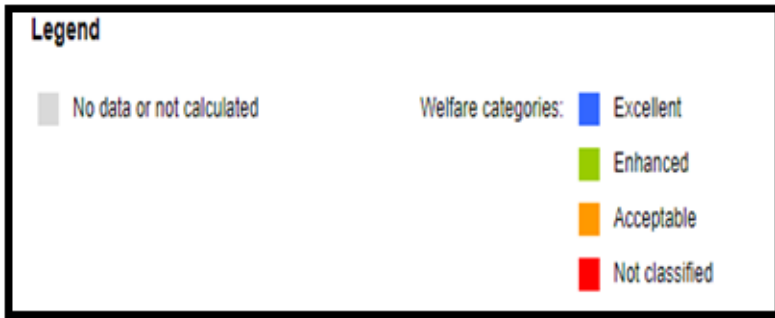 Legend
No data or not calculated
Welfare categories:
Excellent
Enhanced
Acceptable
Not classified